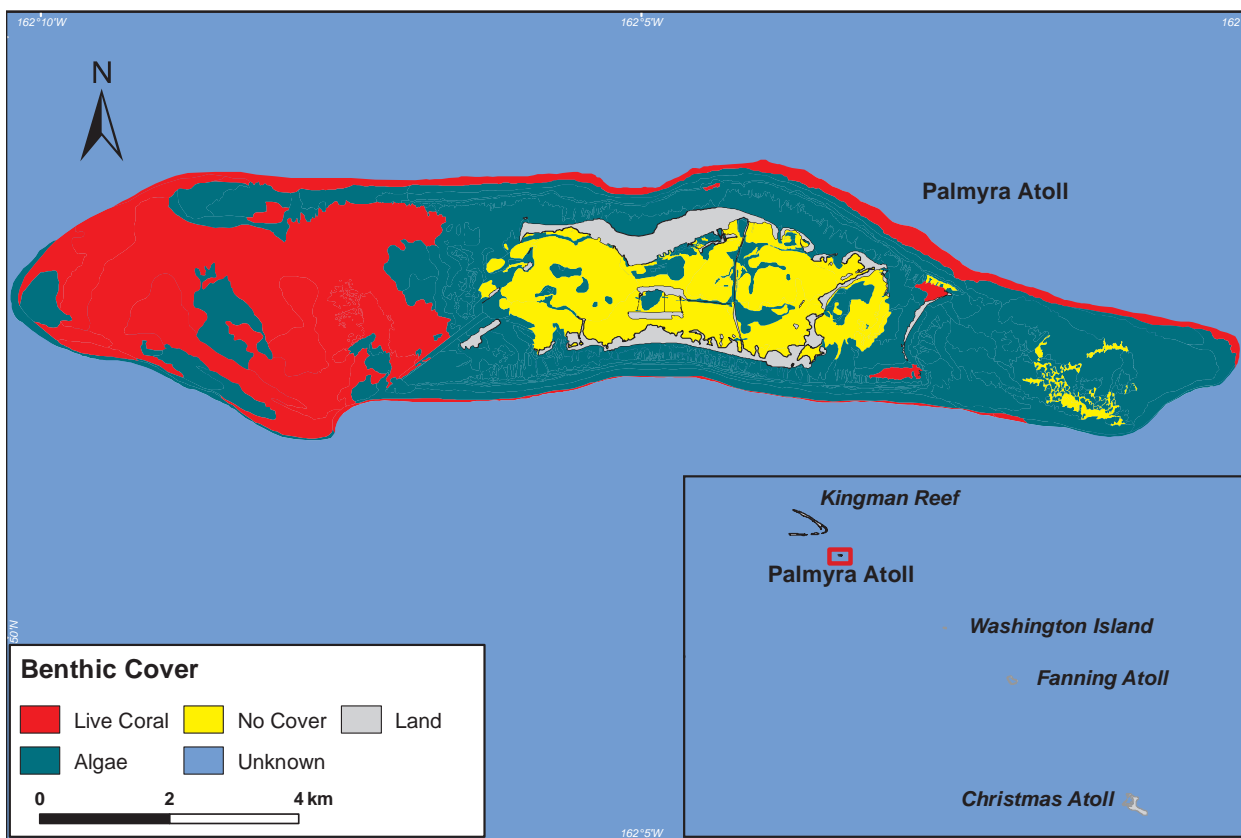 162°10'W
162°5'W
162°
N
Palmyra Atoll
Kingman Reef
Palmyra Atoll
Washington Island
Fanning Atoll
Christmas Atoll
50'N
Benthic Cover
Live Coral
No Cover
Land
Algae
Unknown
0
2
4 km
162°5'W